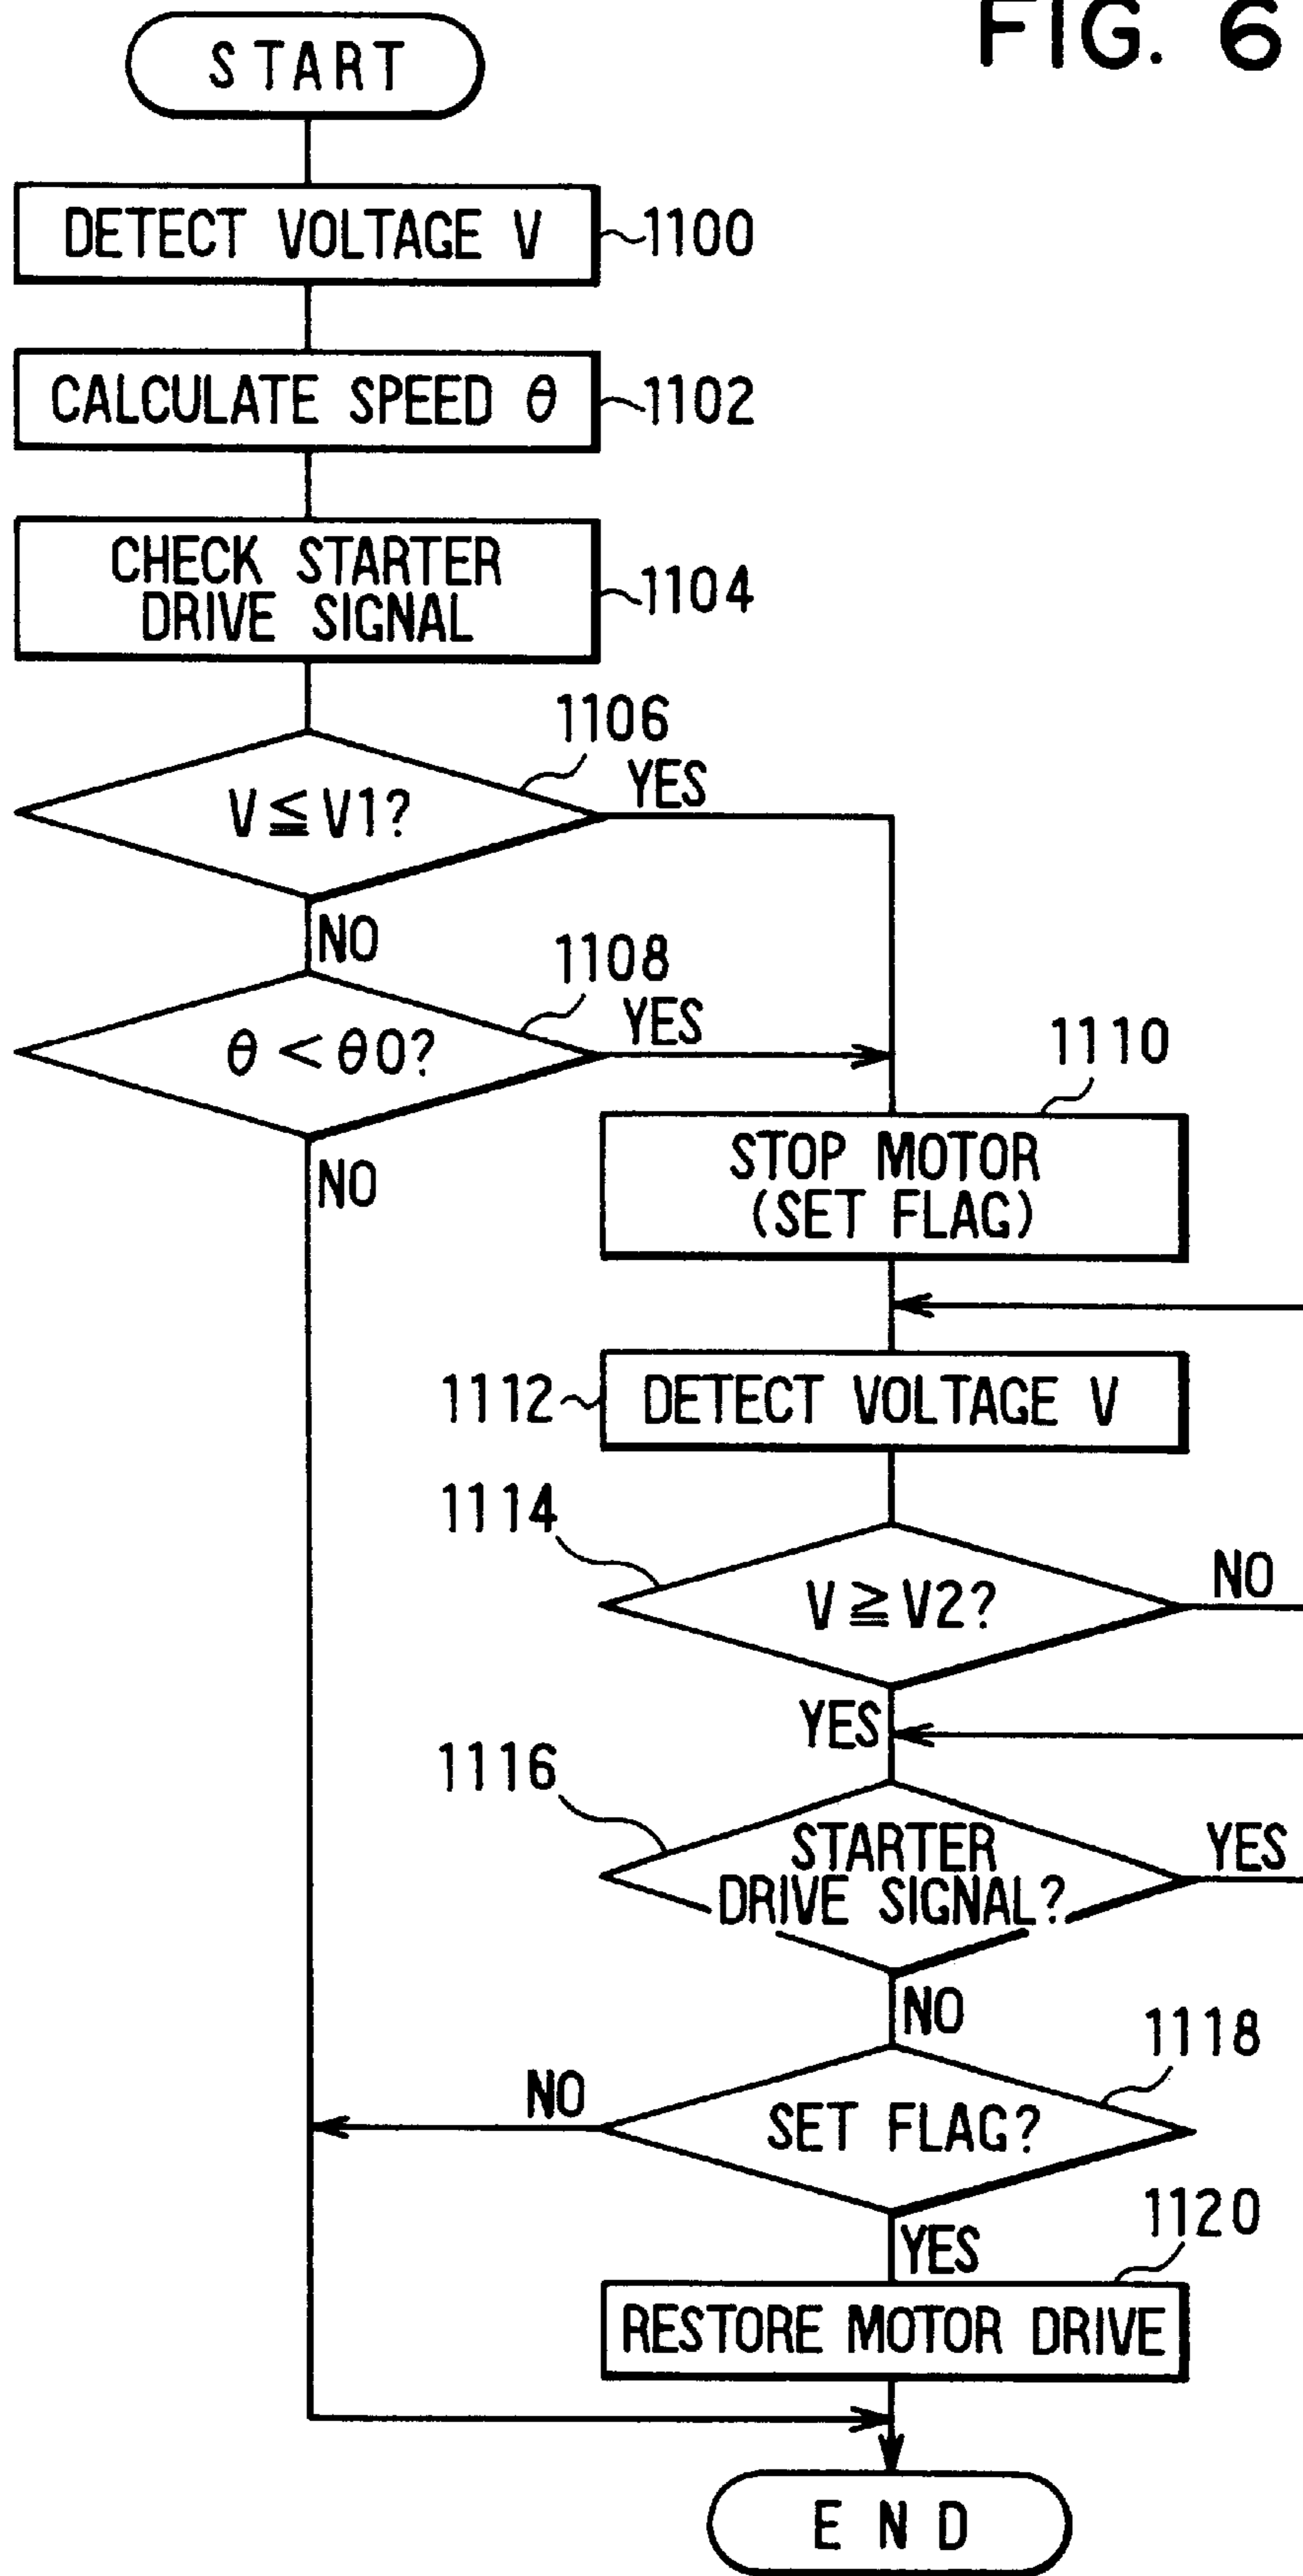 FIG. 6
START
DETECT VOLTAGE V
1100
CALCULATE SPEED θ
1102
CHECK STARTER
DRIVE SIGNAL
1104
1106
V≦V1?
YES
NO
1108
θ<θ0?
YES
NO
1110
STOP MOTOR
(SET FLAG)
1112
DETECT VOLTAGE V
1114
V≧V2?
NO
YES
1116
STARTER
DRIVE SIGNAL?
YES
NO
1118
SET FLAG?
NO
YES
1120
RESTORE MOTOR DRIVE
END